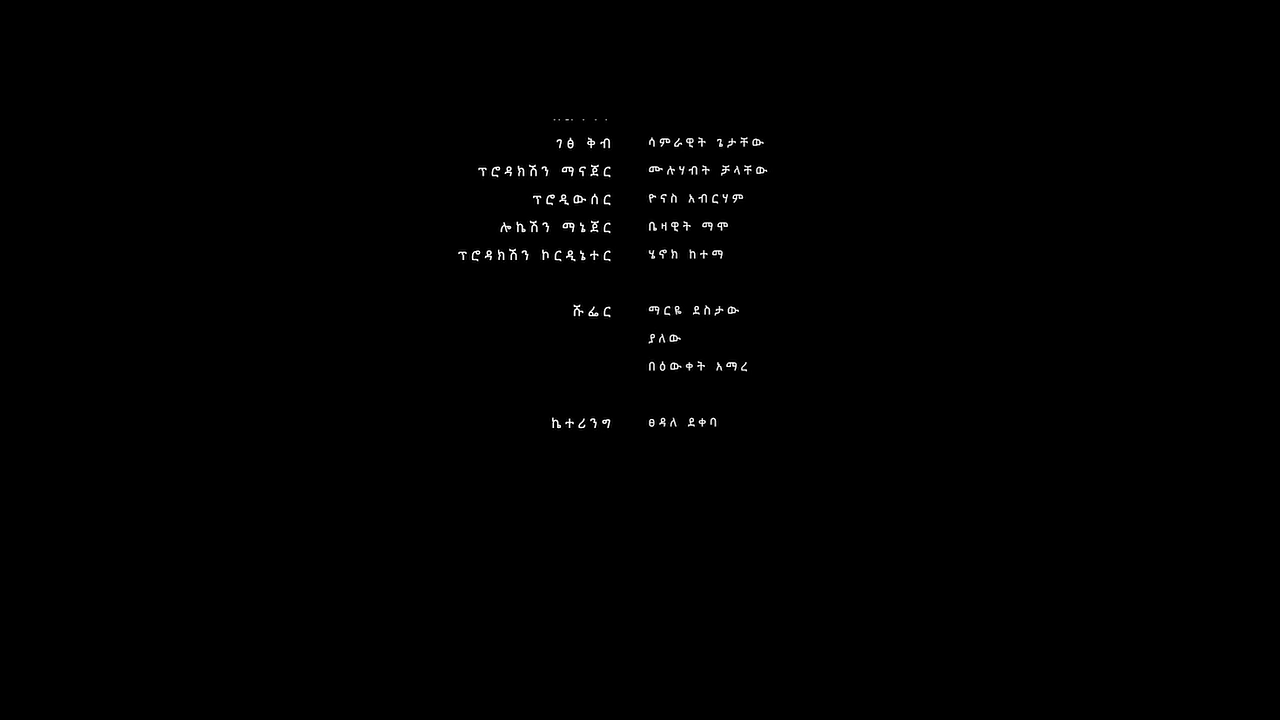 ገፅ ቅብ ሳምራዊት ጌታቸው
ፕሮዳክሽን ማናጀር ሙሉሃብት ቻላቸው
ፕሮዲውሰር ዮናስ አብርሃም
ሎኬሽን ማኔጀር ቤዛዊት ማሞ
ፕሮዳክሽን ኮርዲኔተር ሄኖክ ከተማ
ሹፌር ማርዬ ደስታው
ያለው
በዕውቀት አማረ
ኬተሪንግ ፀዳለ ደቀባ